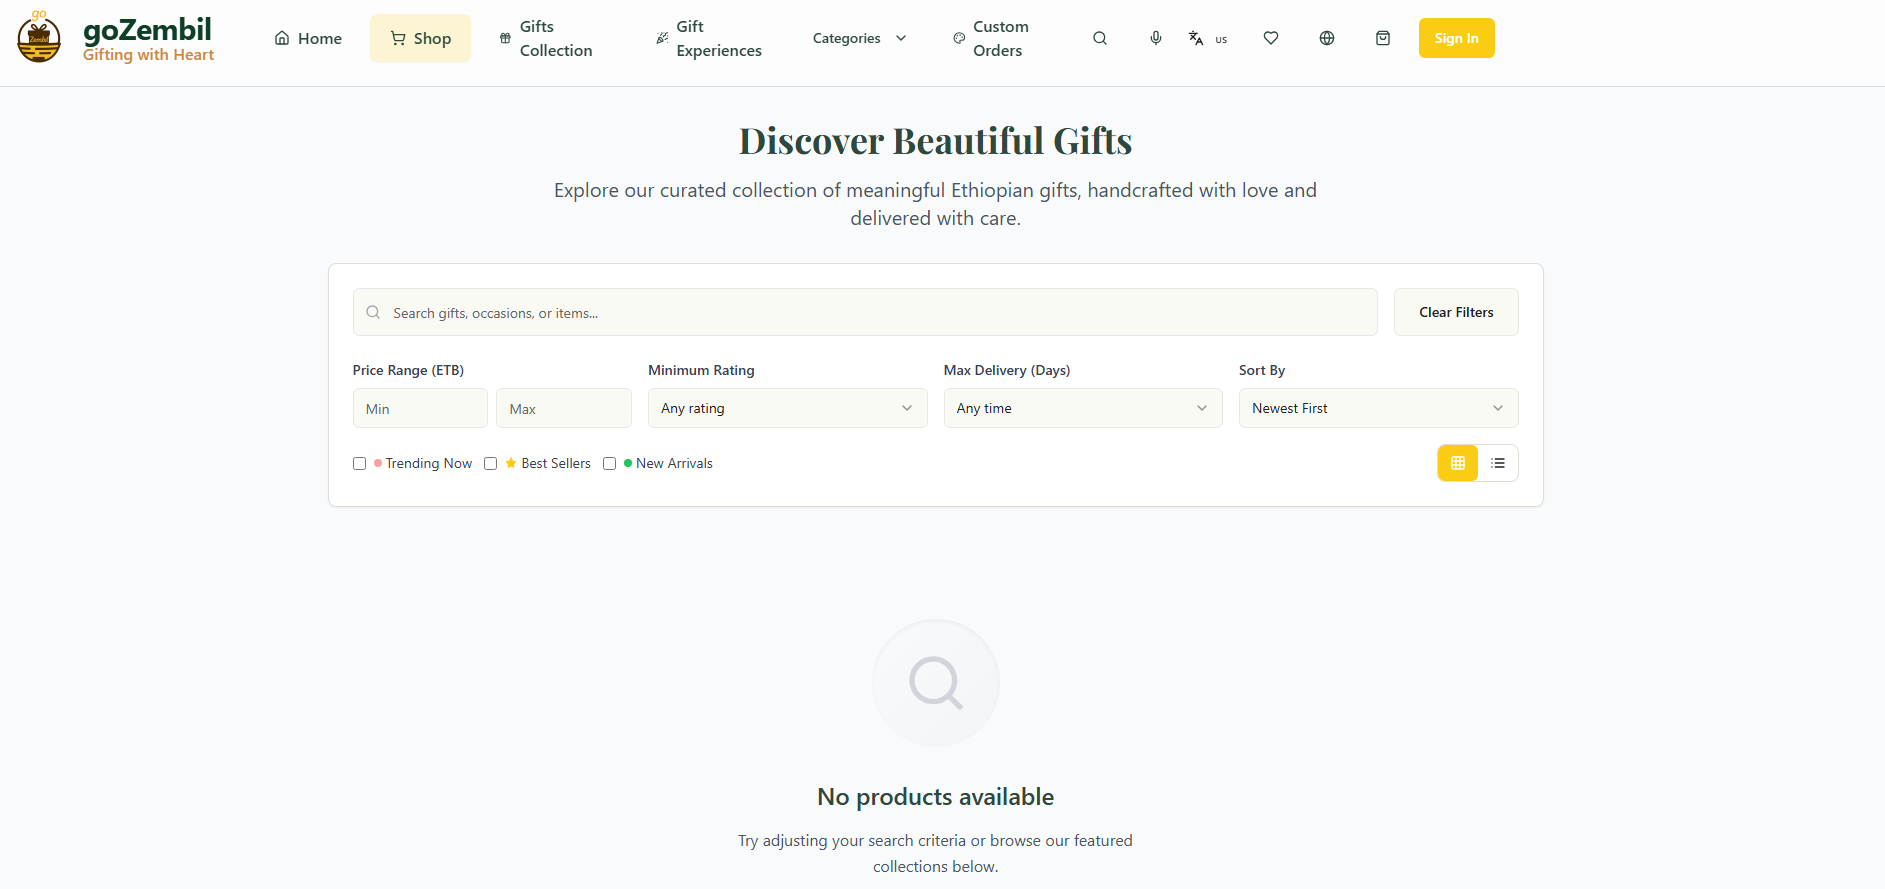 go
Zembil
goZembil
Gifting with Heart
Home
Shop
Gifts
Collection
Gift
Experiences
Categories
Custom
Orders
us
Sign In
Discover Beautiful Gifts
Explore our curated collection of meaningful Ethiopian gifts, handcrafted with love and
delivered with care.
Search gifts, occasions, or items...
Clear Filters
Price Range (ETB)
Minimum Rating
Max Delivery (Days)
Sort By
Min
Max
Any rating
Any time
Newest First
Trending Now
Best Sellers
New Arrivals
No products available
Try adjusting your search criteria or browse our featured
collections below.